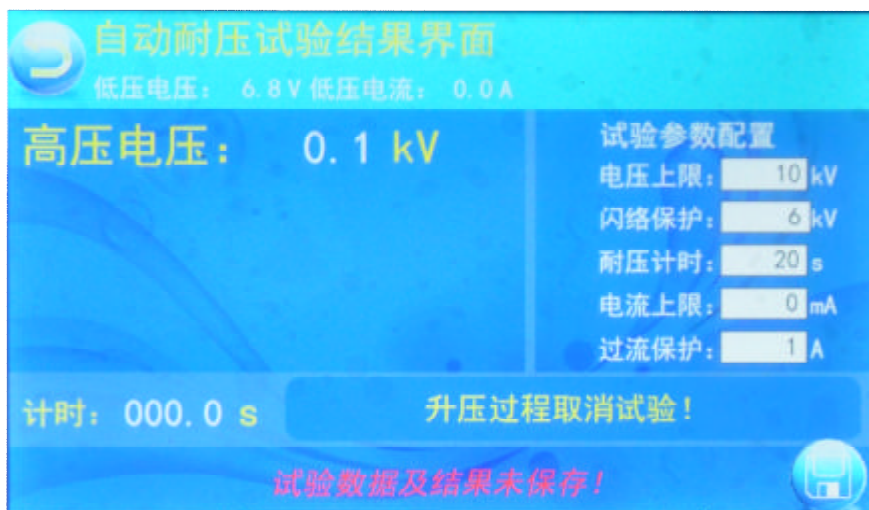 自动耐压试验结果界面
低压电压： 6.8V 低压电流： 0.0A
高压电压： 0.1 kV
试验参数配置
电压上限： 10 kV
闪络保护： 6 kV
耐压计时： 20 s
电流上限： 0 mA
过流保护： 1 A
计时：000.0 s
升压过程取消试验！
试验数据及结果未保存！